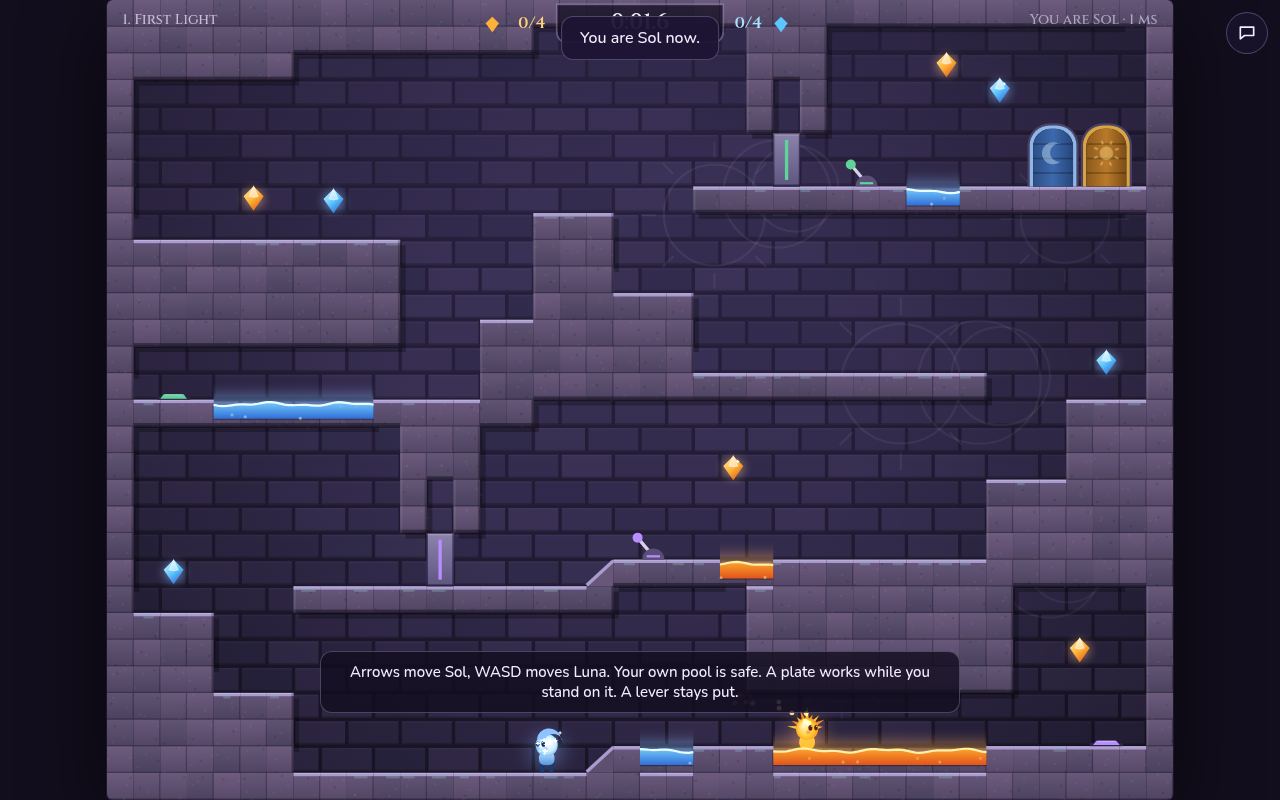 1. First Light
0/4
0/4
You are Sol · 1 ms
You are Sol now.
Arrows move Sol, WASD moves Luna. Your own pool is safe. A plate works while you
stand on it. A lever stays put.